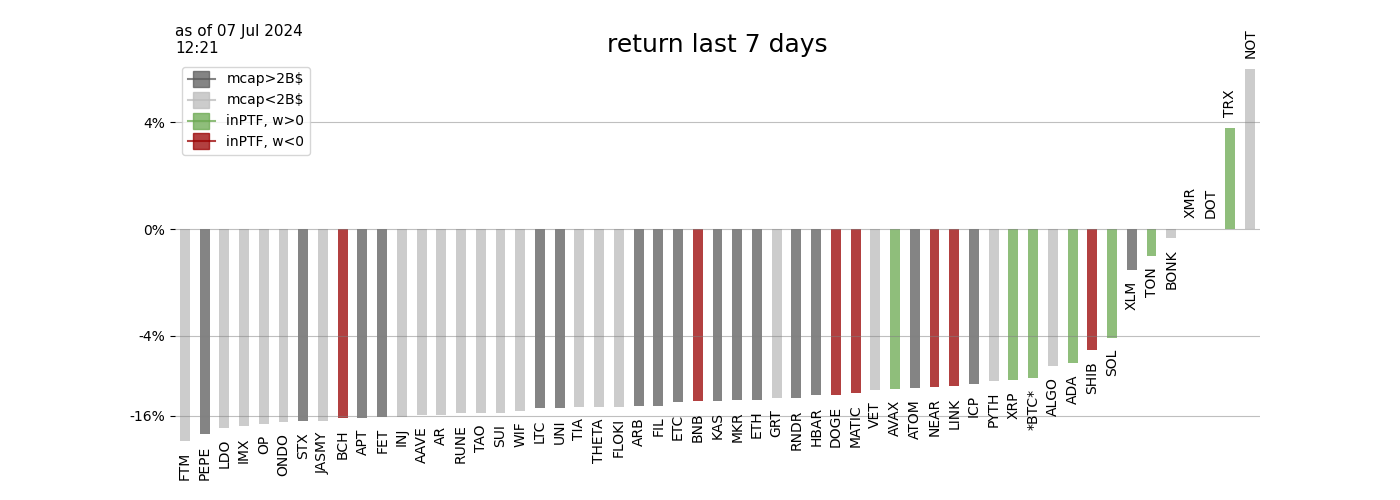 as of 07 Jul 2024
12:21
return last 7 days
mcap>2B$
mcap<2B$
inPTF, w>0
inPTF, w<0
4%
0%
-4%
-16%
FTM
PEPE
LDO
IMX
OP
ONDO
STX
JASMY
BCH
APT
FET
INJ
AAVE
AR
RUNE
TAO
SUI
WIF
LTC
UNI
TIA
THETA
FLOKI
ARB
FIL
ETC
BNB
KAS
MKR
ETH
GRT
RNDR
HBAR
DOGE
MATIC
VET
AVAX
ATOM
NEAR
LINK
ICP
PYTH
XRP
*BTC*
ALGO
ADA
SHIB
SOL
XLM
TON
BONK
XMR
DOT
TRX
NOT